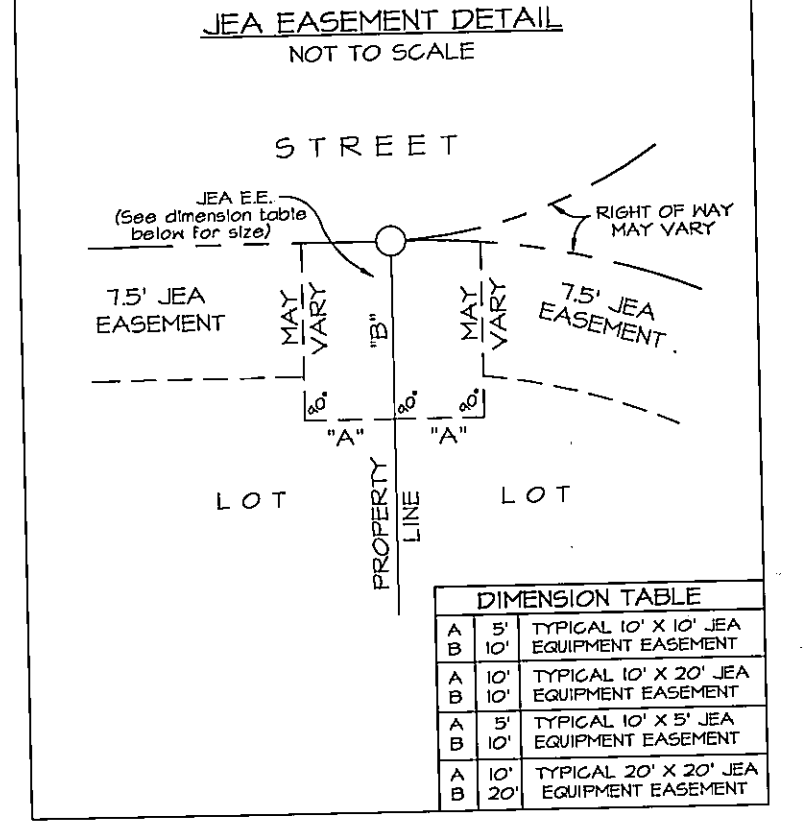 JEA EASEMENT DETAIL
NOT TO SCALE
STREET
JEA E.E.
(See dimension table
below for size)
RIGHT OF WAY
MAY VARY
7.5' JEA
EASEMENT
MAY
VARY
"B"
MAY
VARY
7.5' JEA
EASEMENT
90°
90°
90°
"A"
"A"
LOT
PROPERTY
LINE
LOT
DIMENSION TABLE
A 5' TYPICAL 10' X 10' JEA
B 10' EQUIPMENT EASEMENT
A 10' TYPICAL 10' X 20' JEA
B 10' EQUIPMENT EASEMENT
A 5' TYPICAL 10' X 5' JEA
B 10' EQUIPMENT EASEMENT
A 10' TYPICAL 20' X 20' JEA
B 20' EQUIPMENT EASEMENT